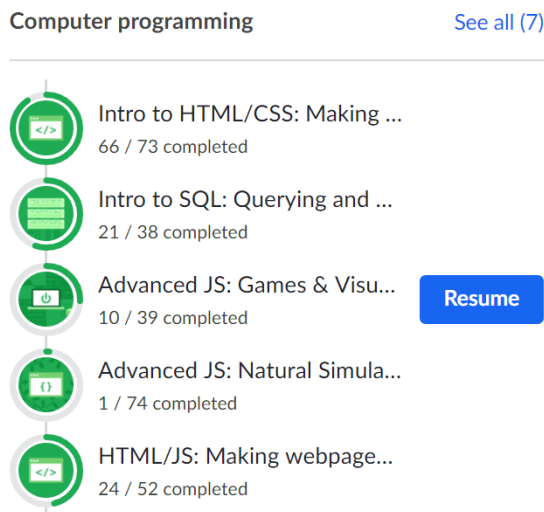 Computer programming
See all (7)
Intro to HTML/CSS: Making ...
66 / 73 completed
Intro to SQL: Querying and ...
21 / 38 completed
Advanced JS: Games & Visu...
10 / 39 completed
Resume
Advanced JS: Natural Simula...
1 / 74 completed
HTML/JS: Making webpage...
24 / 52 completed